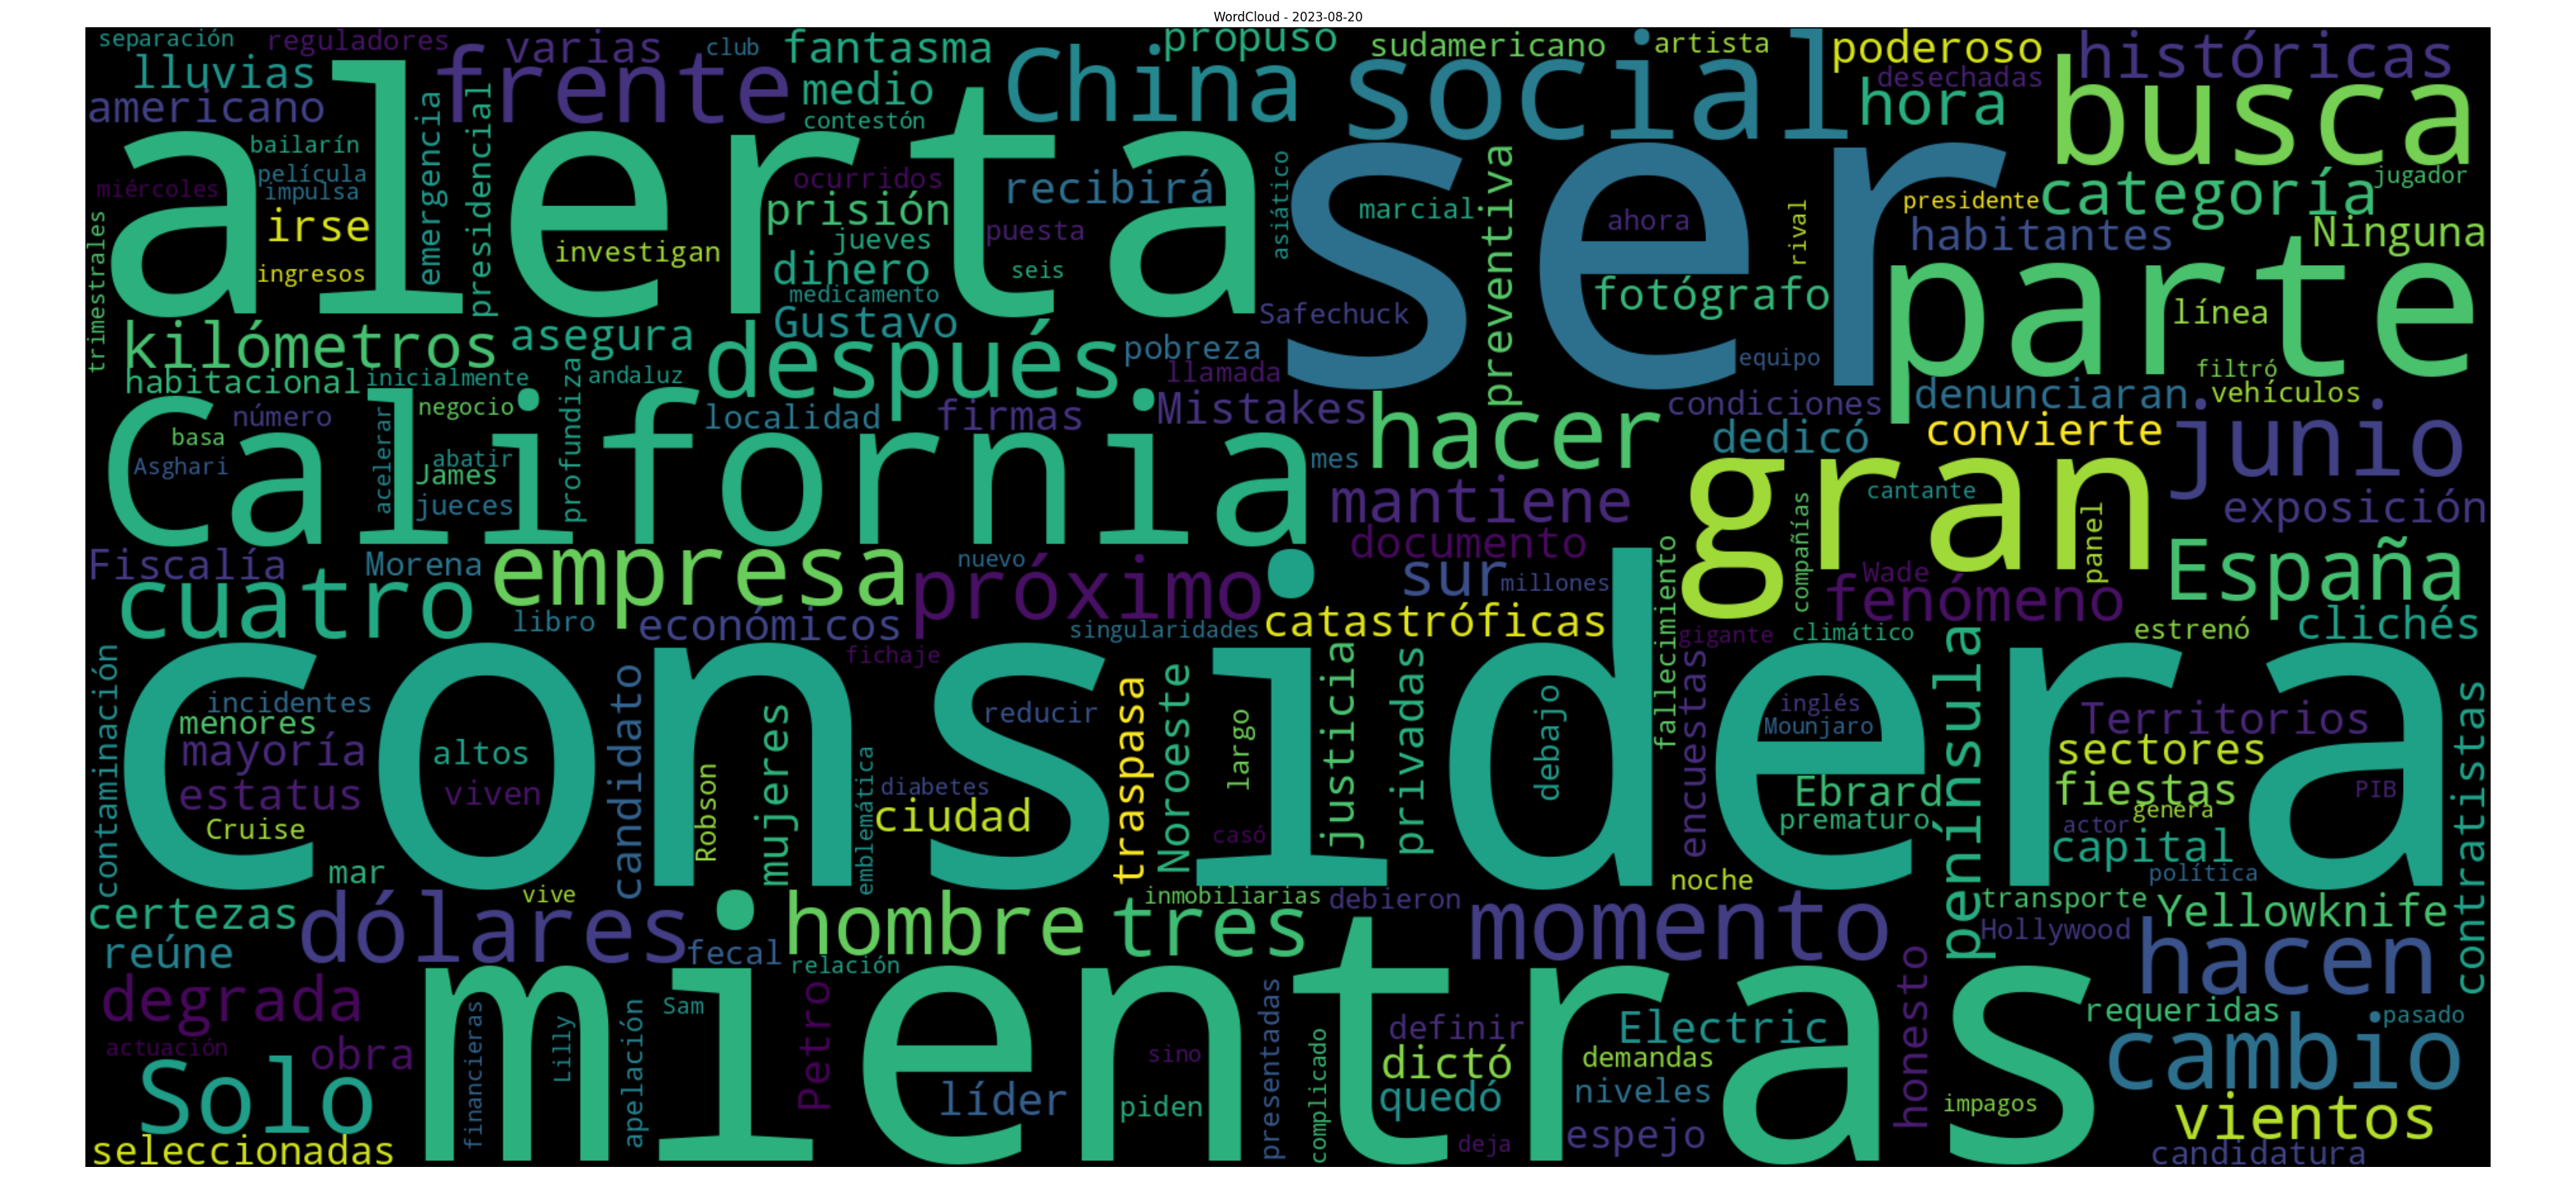 WordCloud - 2023-08-20
separación
reguladores
varias
club
fantasma
propuso
sudamericano
artista
poderoso
históricas
lluvias
frente
medio
China
social
desechadas
hora
busca
americano
contestón
alerta
bailarín
película
impulsa
miércoles
emergencia
presidencial
irse
ingresos
investigan
trimestrales
ocurridos
prisión
jueves
dinero
medicamento
recibirá
puesta
seis
asiático
ser
marcial
preventiva
ahora
rival
presidente
categoría
jugador
habitantes
Ninguna
parte
fotógrafo
línea
Safechuck
equipo
filtró
kilómetros
asegura
Gustavo
después
pobreza
llamada
habitacional
inicialmente
profundiza
andaluz
denunciaran
vehículos
California
número
negocio
basa
Asghari
acelerar
abatir
James
jueces
localidad
firmas
Mistakes
mes
hacer
condiciones
dedicó
convierte
junio
gran
cantante
compañías
panel
exposición
mantiene
documento
Fiscalía
Morena
empresa
nuevo
próximo
sur
millones
fallecimiento
Wade
fenómeno
España
cuatro
libro
económicos
singularidades
catastróficas
gigante
climático
estrenó
clichés
fichaje
considera
contaminación
incidentes
menores
mayoría
altos
estatus
viven
Cruise
candidato
Robson
mujeres
emblemática
reducir
diabetes
ciudad
traspasa
Noroeste
largo
casó
justicia
privadas
debajo
encuestas
inglés
Mounjaro
Ebrard
prematuro
península
Territorios
sectores
fiestas
PIB
genera
actor
capital
política
contratistas
mar
vive
noche
certezas
dólares
hombre
tres
inmobiliarias
debieron
momento
transporte
Hollywood
Yellowknife
reúne
fecal
relación
hacen
degrada
mientras
Sam
financieras
Lilly
apelación
Petro
sino
presentadas
complicado
definir
Electric
honesto
requeridas
pasado
actuación
obra
Solo
líder
piden
dictó
demandas
quedó
niveles
impagos
cambio
vientos
seleccionadas
deja
espejo
candidatura